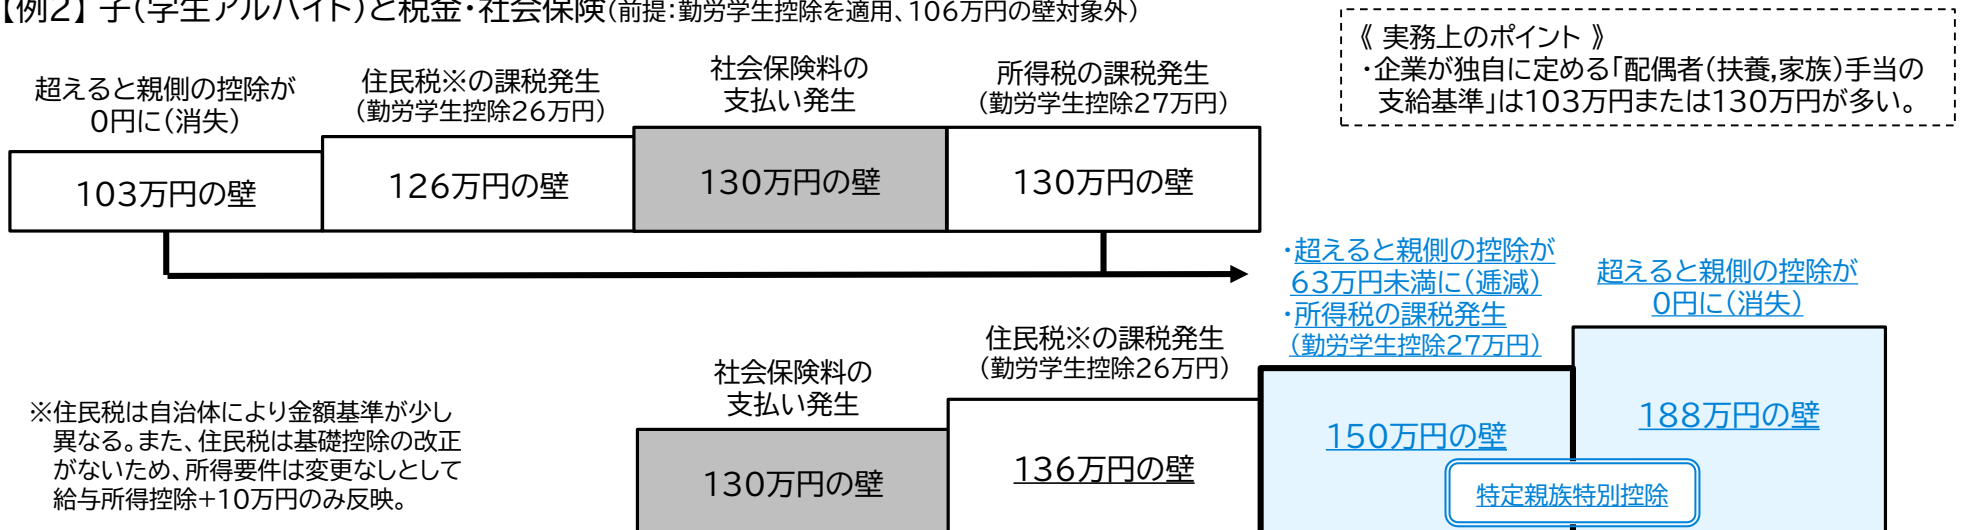 【例2】 子(学生アルバイト)と税金・社会保険(前提:勤労学生控除を適用、106万円の壁対象外)
《 実務上のポイント 》
・企業が独自に定める「配偶者(扶養,家族)手当の
支給基準」は103万円または130万円が多い。
超えると親側の控除が
0円に(消失)
103万円の壁
住民税※の課税発生
(勤労学生控除26万円)
126万円の壁
社会保険料の
支払い発生
130万円の壁
所得税の課税発生
(勤労学生控除27万円)
130万円の壁
※住民税は自治体により金額基準が少し
異なる。また、住民税は基礎控除の改正
がないため、所得要件は変更なしとして
給与所得控除+10万円のみ反映。
社会保険料の
支払い発生
130万円の壁
住民税※の課税発生
(勤労学生控除26万円)
136万円の壁
・超えると親側の控除が
63万円未満に(逓減)
・所得税の課税発生
(勤労学生控除27万円)
150万円の壁
超えると親側の控除が
0円に(消失)
188万円の壁
特定親族特別控除